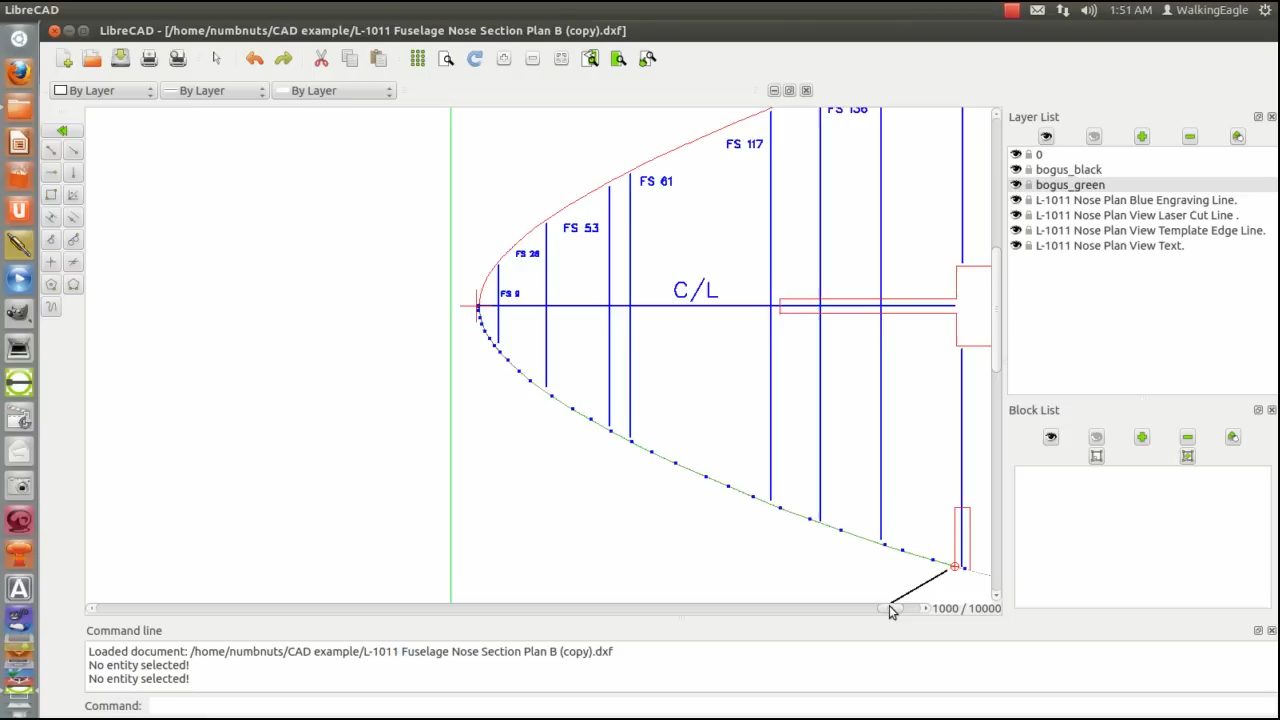 LibreCAD
1:51 AM WalkingEagle
LibreCAD - [/home/numbnuts/CAD example/L-1011 Fuselage Nose Section Plan B (copy).dxf]
By Layer
By Layer
By Layer
FS 136
FS 117
FS 61
FS 53
FS 28
FS 9
C/L
1000 / 10000
Layer List
0
bogus_black
bogus_green
L-1011 Nose Plan Blue Engraving Line.
L-1011 Nose Plan View Laser Cut Line .
L-1011 Nose Plan View Template Edge Line.
L-1011 Nose Plan View Text.
Block List
Command line
Loaded document: /home/numbnuts/CAD example/L-1011 Fuselage Nose Section Plan B (copy).dxf
No entity selected!
No entity selected!
Command: